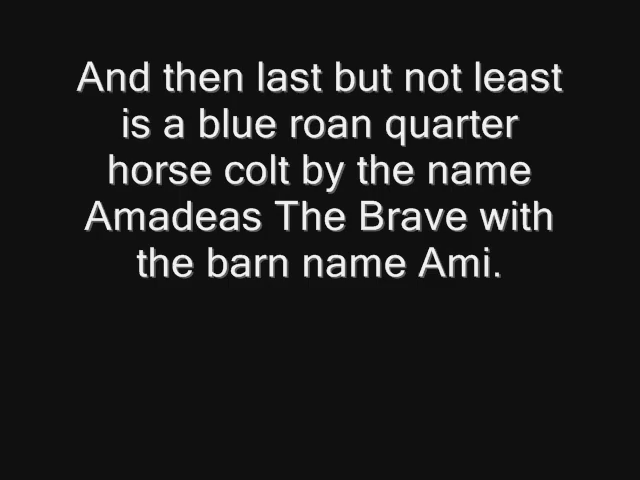 And then last but not least
is a blue roan quarter
horse colt by the name
Amadeas The Brave with
the barn name Ami.